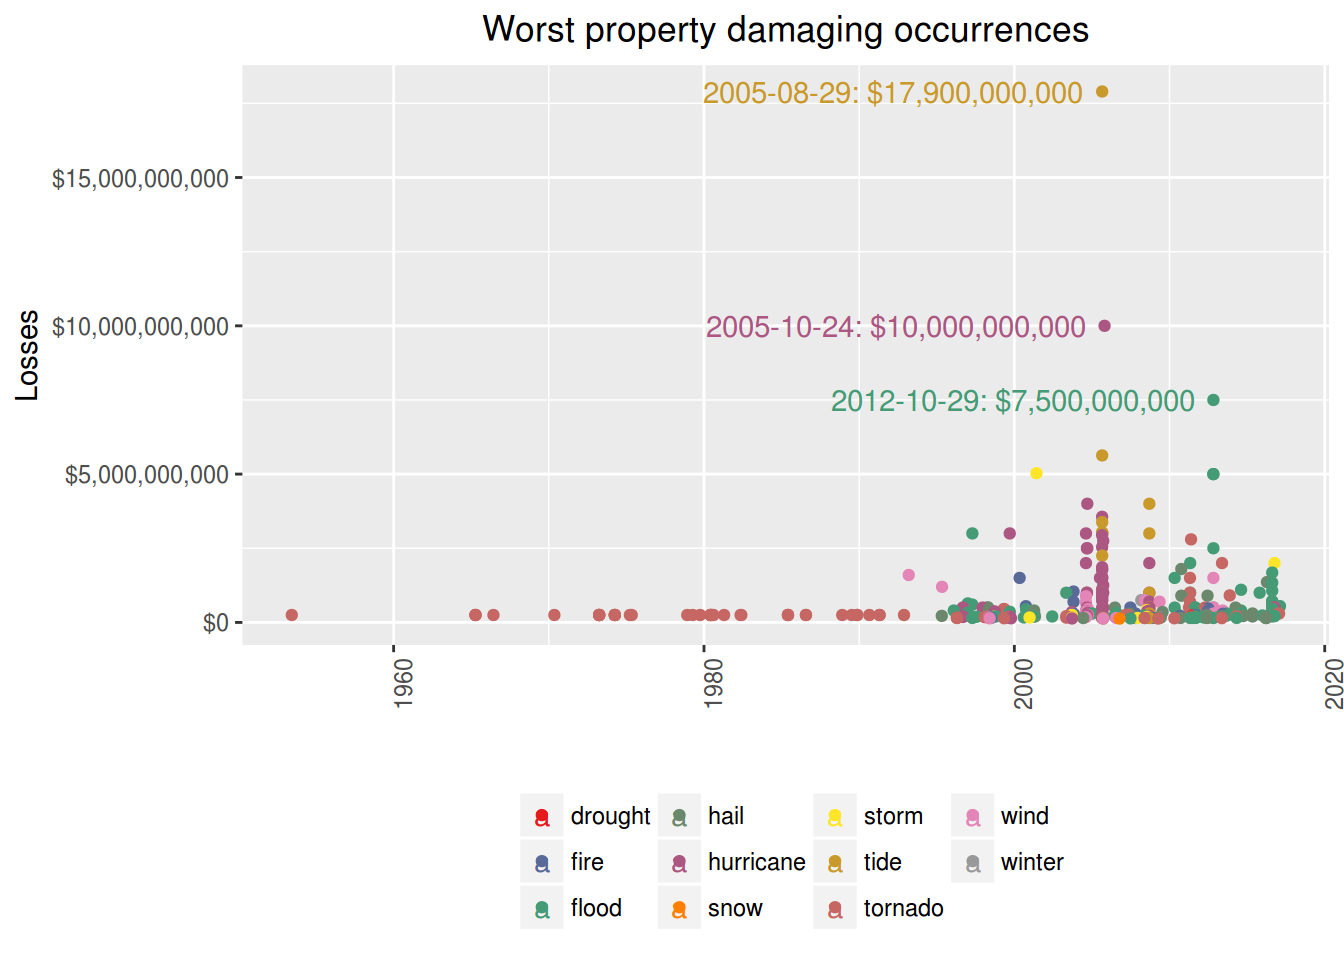 Worst property damaging occurrences
2005-08-29: $17,900,000,000
$15,000,000,000
2005-10-24: $10,000,000,000
$10,000,000,000
2012-10-29: $7,500,000,000
$5,000,000,000
$0
Losses
1960
1980
2000
2020
a drought a hail a storm a wind
a fire a hurricane a tide a winter
a flood a snow a tornado